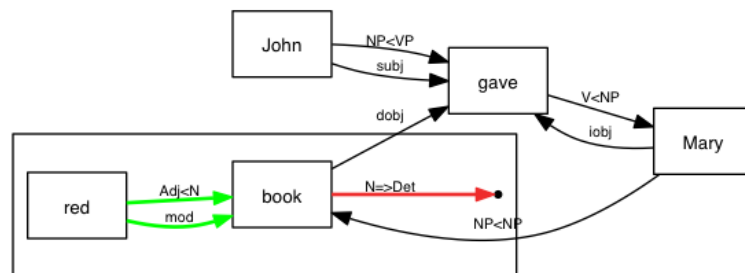 John
NP<VP
subj
gave
V<NP
iobj
Mary
dobj
red
Adj<N
mod
book
N=>Det
NP<NP